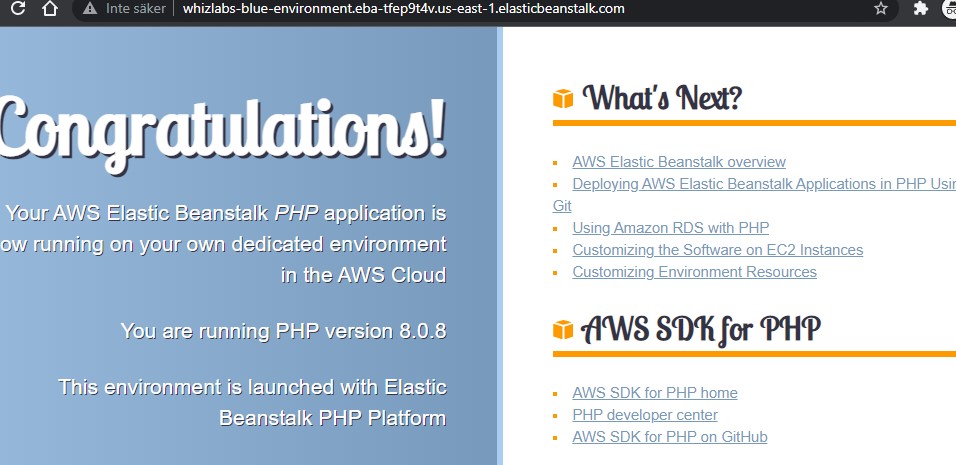 Inte säker
whizlabs-blue-environment.eba-tfep9t4v.us-east-1.elasticbeanstalk.com
Congratulations!
Your AWS Elastic Beanstalk PHP application is
ow running on your own dedicated environment
in the AWS Cloud
You are running PHP version 8.0.8
This environment is launched with Elastic
Beanstalk PHP Platform
What's Next?
AWS Elastic Beanstalk overview
Deploying AWS Elastic Beanstalk Applications in PHP Usin
Git
Using Amazon RDS with PHP
Customizing the Software on EC2 Instances
Customizing Environment Resources
AWS SDK for PHP
AWS SDK for PHP home
PHP developer center
AWS SDK for PHP on GitHub